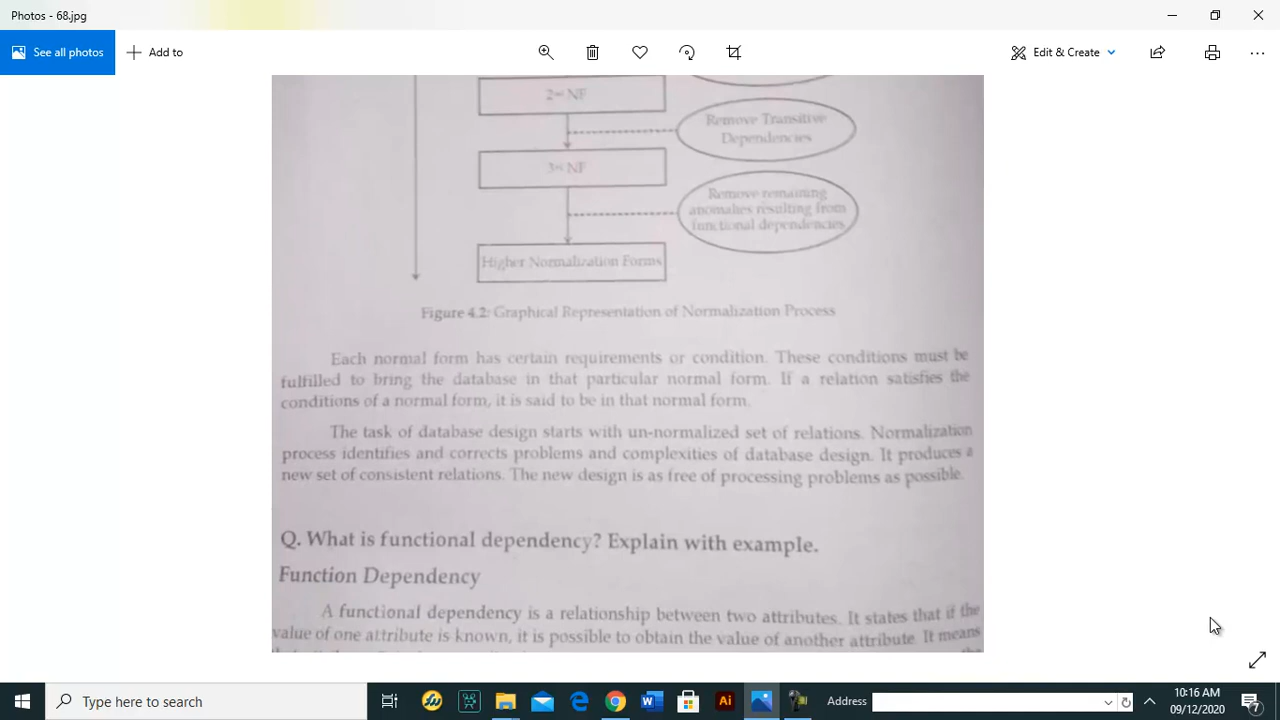 Photos - 68.jpg
See all photos
Add to
Edit & Create
2nd NF
Remove Transitive
Dependencies
3rd NF
Remove remaining
anomalies resulting from
functional dependencies
Higher Normalization Forms
Figure 4.2: Graphical Representation of Normalization Process
Each normal form has certain requirements or condition. These conditions must be
fulfilled to bring the database in that particular normal form. If a relation satisfies the
conditions of a normal form, it is said to be in that normal form.
The task of database design starts with un-normalized set of relations. Normalization
process identifies and corrects problems and complexities of database design. It produces a
new set of consistent relations. The new design is as free of processing problems as possible.
Q. What is functional dependency? Explain with example.
Function Dependency
A functional dependency is a relationship between two attributes. It states that if the
value of one attribute is known, it is possible to obtain the value of another attribute. It means
Type here to search
Ai
Address
10:16 AM
09/12/2020
7